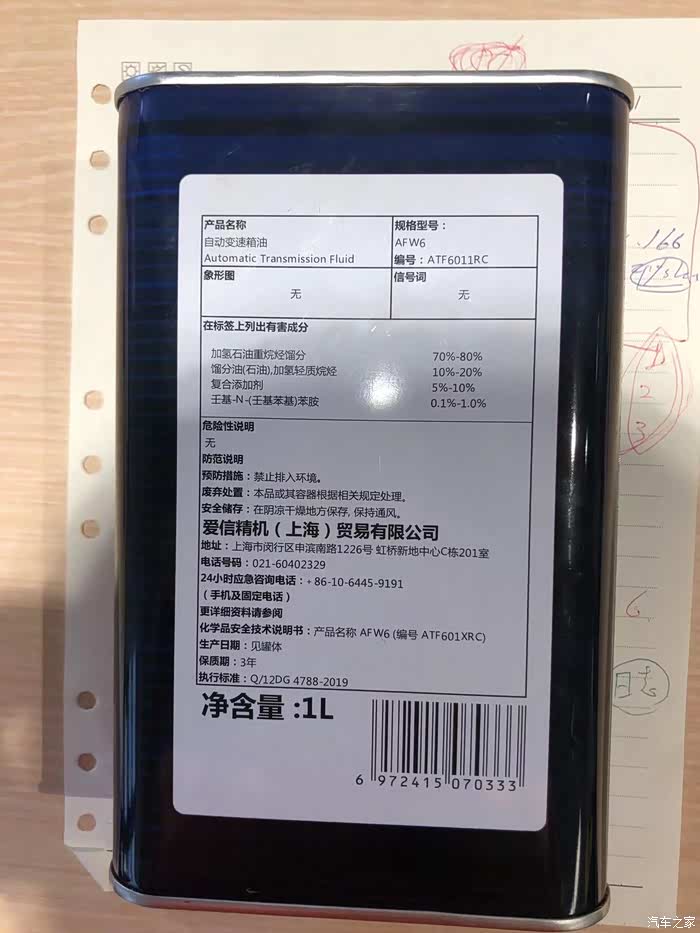 产品名称
自动变速箱油
Automatic Transmission Fluid
规格型号：
AFW6
编号：ATF6011RC
象形图
无
信号词
无
在标签上列出有害成分
加氢石油重烷烃馏分 70%-80%
馏分油(石油),加氢轻质烷烃 10%-20%
复合添加剂 5%-10%
壬基-N-(壬基苯基)苯胺 0.1%-1.0%
危险性说明
无
防范说明
预防措施：禁止排入环境。
废弃处置：本品或其容器根据相关规定处理。
安全储存：在阴凉干燥地方保存, 保持通风。
爱信精机（上海）贸易有限公司
地址：上海市闵行区申滨南路1226号 虹桥新地中心C栋201室
电话号码：021-60402329
24小时应急咨询电话：+ 86-10-6445-9191
（手机及固定电话）
更详细资料请参阅
化学品安全技术说明书：产品名称 AFW6 (编号 ATF601XRC)
生产日期：见罐体
保质期：3年
执行标准：Q/12DG 4788-2019
净含量 :1L
6 972415 070333
.166
1
2
3
6
日志
汽车之家